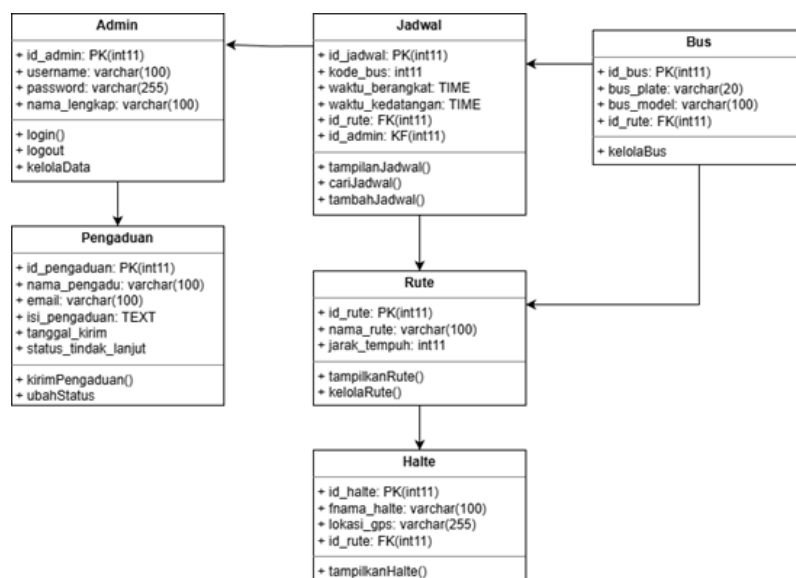 Admin
+ id_admin: PK(int11)
+ username: varchar(100)
+ password: varchar(255)
+ nama_lengkap: varchar(100)
+ login()
+ logout
+ kelolaData
Jadwal
+ id_jadwal: PK(int11)
+ kode_bus: int11
+ waktu_berangkat: TIME
+ waktu_kedatangan: TIME
+ id_rute: FK(int11)
+ id_admin: KF(int11)
+ tampilanJadwal()
+ cariJadwal()
+ tambahJadwal()
Bus
+ id_bus: PK(int11)
+ bus_plate: varchar(20)
+ bus_model: varchar(100)
+ id_rute: FK(int11)
+ kelolaBus
Pengaduan
+ id_pengaduan: PK(int11)
+ nama_pengadu: varchar(100)
+ email: varchar(100)
+ isi_pengaduan: TEXT
+ tanggal_kirim
+ status_tindak_lanjut
+ kirimPengaduan()
+ ubahStatus
Rute
+ id_rute: PK(int11)
+ nama_rute: varchar(100)
+ jarak_tempuh: int11
+ tampilkanRute()
+ kelolaRute()
Halte
+ id_halte: PK(int11)
+ fnama_halte: varchar(100)
+ lokasi_gps: varchar(255)
+ id_rute: FK(int11)
+ tampilkanHalte()